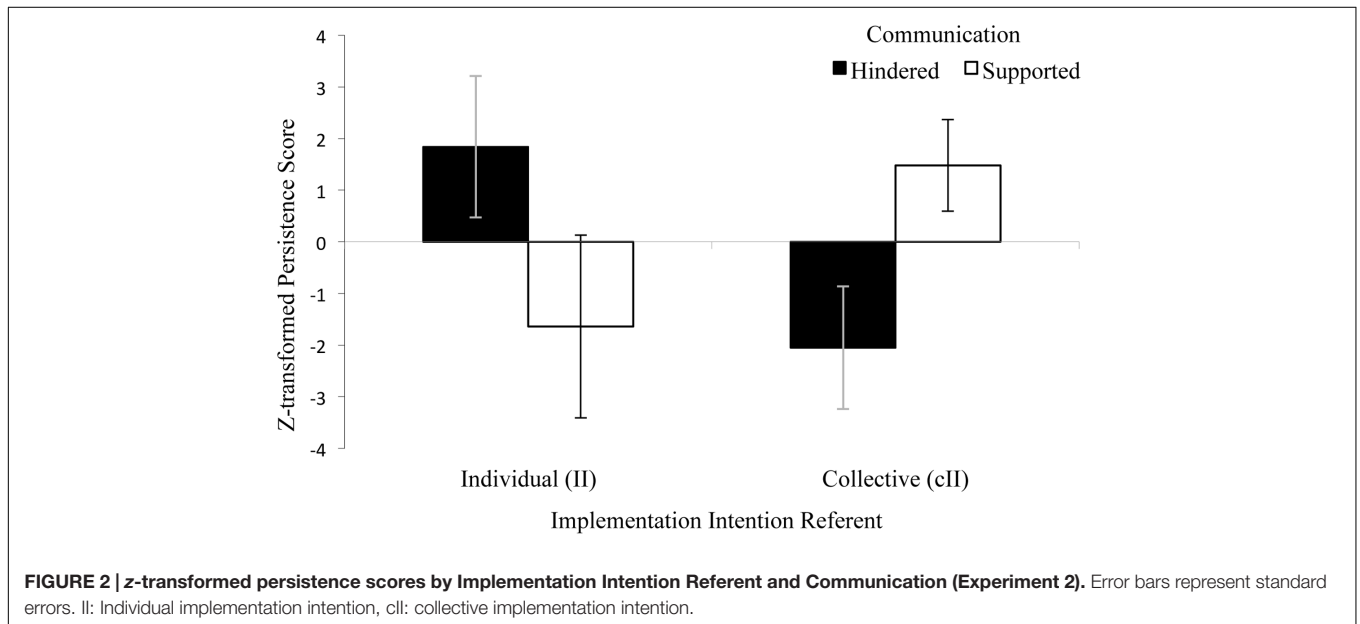 Communication
Hindered Supported
Z-transformed Persistence Score
4
3
2
1
0
-1
-2
-3
-4
Individual (II) Collective (cII)
Implementation Intention Referent
FIGURE 2 | z-transformed persistence scores by Implementation Intention Referent and Communication (Experiment 2). Error bars represent standard
errors. II: Individual implementation intention, cII: collective implementation intention.